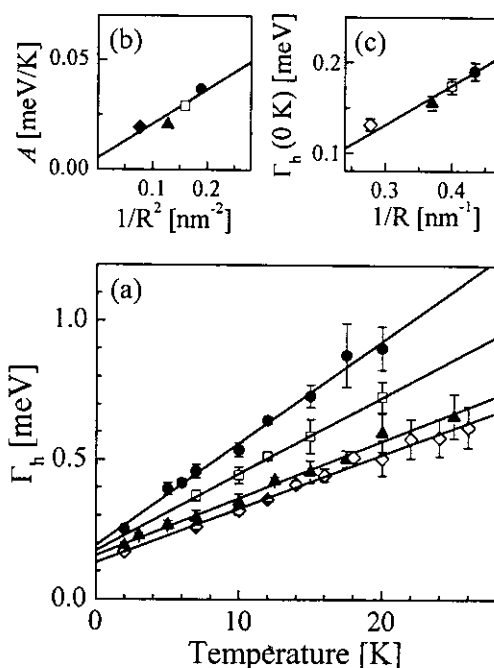 (b)
0.05
0.00
A [meV/K]
0.1 0.2
1/R² [nm⁻²]
(c)
0.2
0.1
Γₕ (0 K) [meV]
0.3 0.4
1/R [nm⁻¹]
(a)
1.0
0.5
0.0
Γₕ [meV]
0 10 20
Temperature [K]